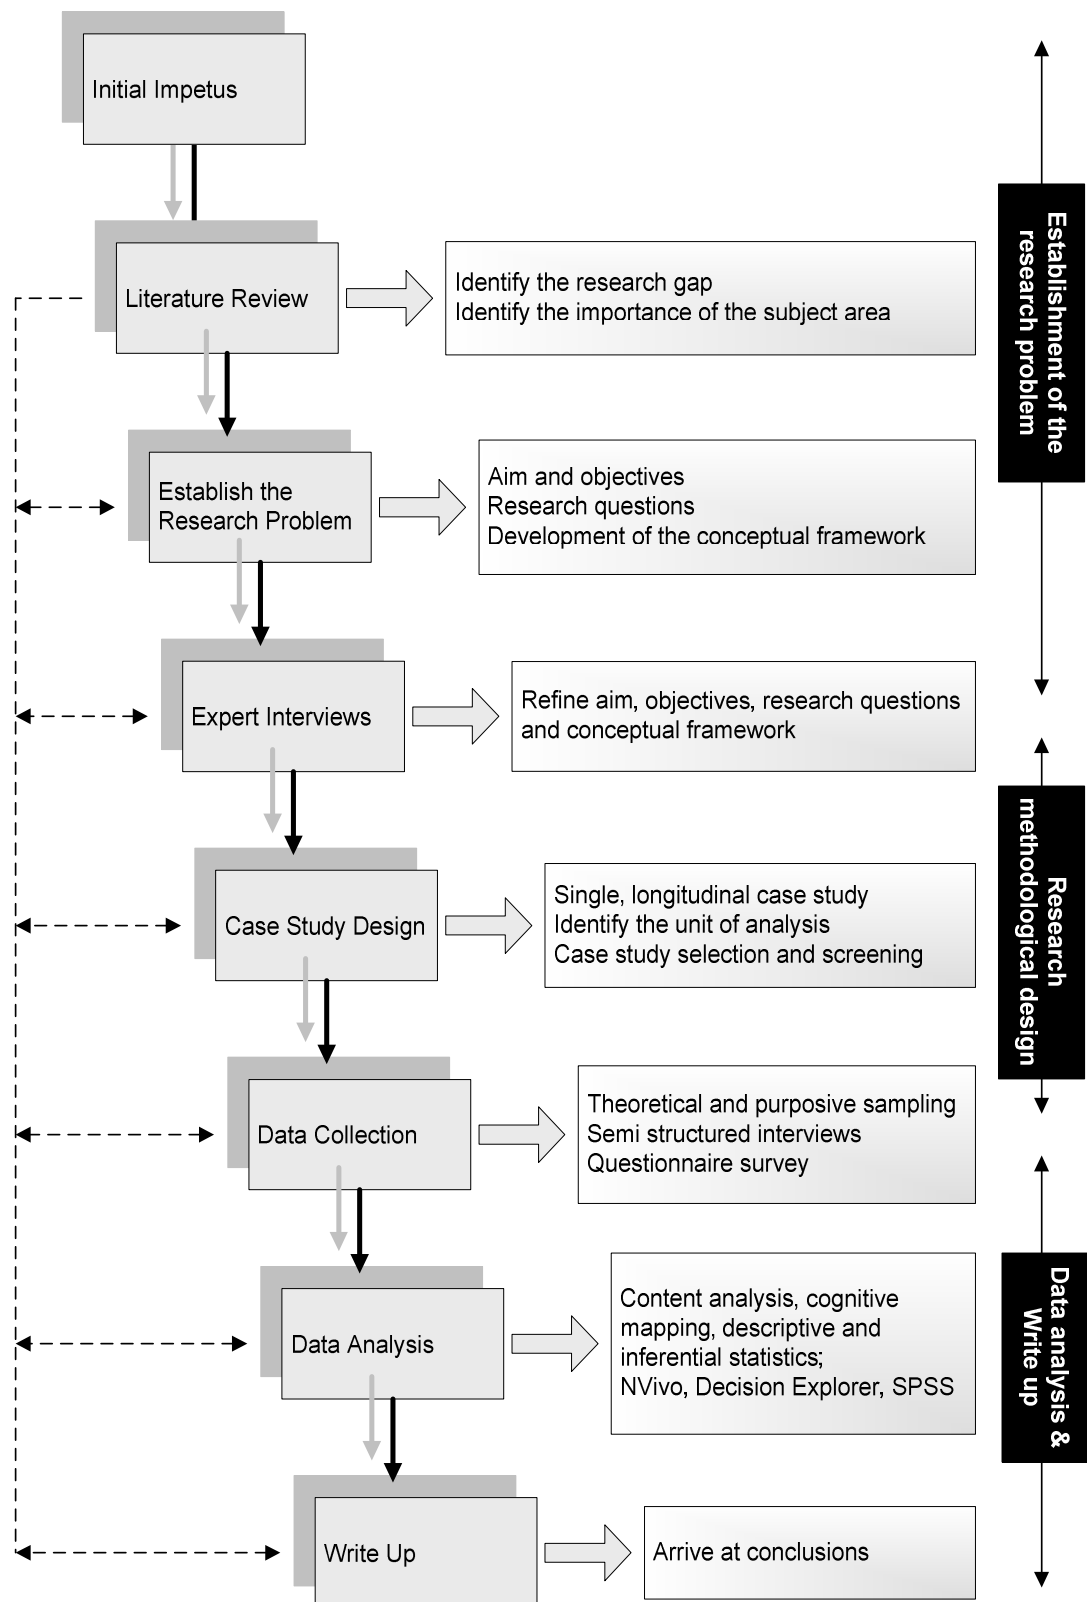 Initial Impetus
Literature Review
Identify the research gap
Identify the importance of the subject area
Establish the
Research Problem
Aim and objectives
Research questions
Development of the conceptual framework
Expert Interviews
Refine aim, objectives, research questions
and conceptual framework
Case Study Design
Single, longitudinal case study
Identify the unit of analysis
Case study selection and screening
Data Collection
Theoretical and purposive sampling
Semi structured interviews
Questionnaire survey
Data Analysis
Content analysis, cognitive
mapping, descriptive and
inferential statistics;
NVivo, Decision Explorer, SPSS
Write Up
Arrive at conclusions
Establishment of the
research problem
Research
methodological design
Data analysis &
Write up